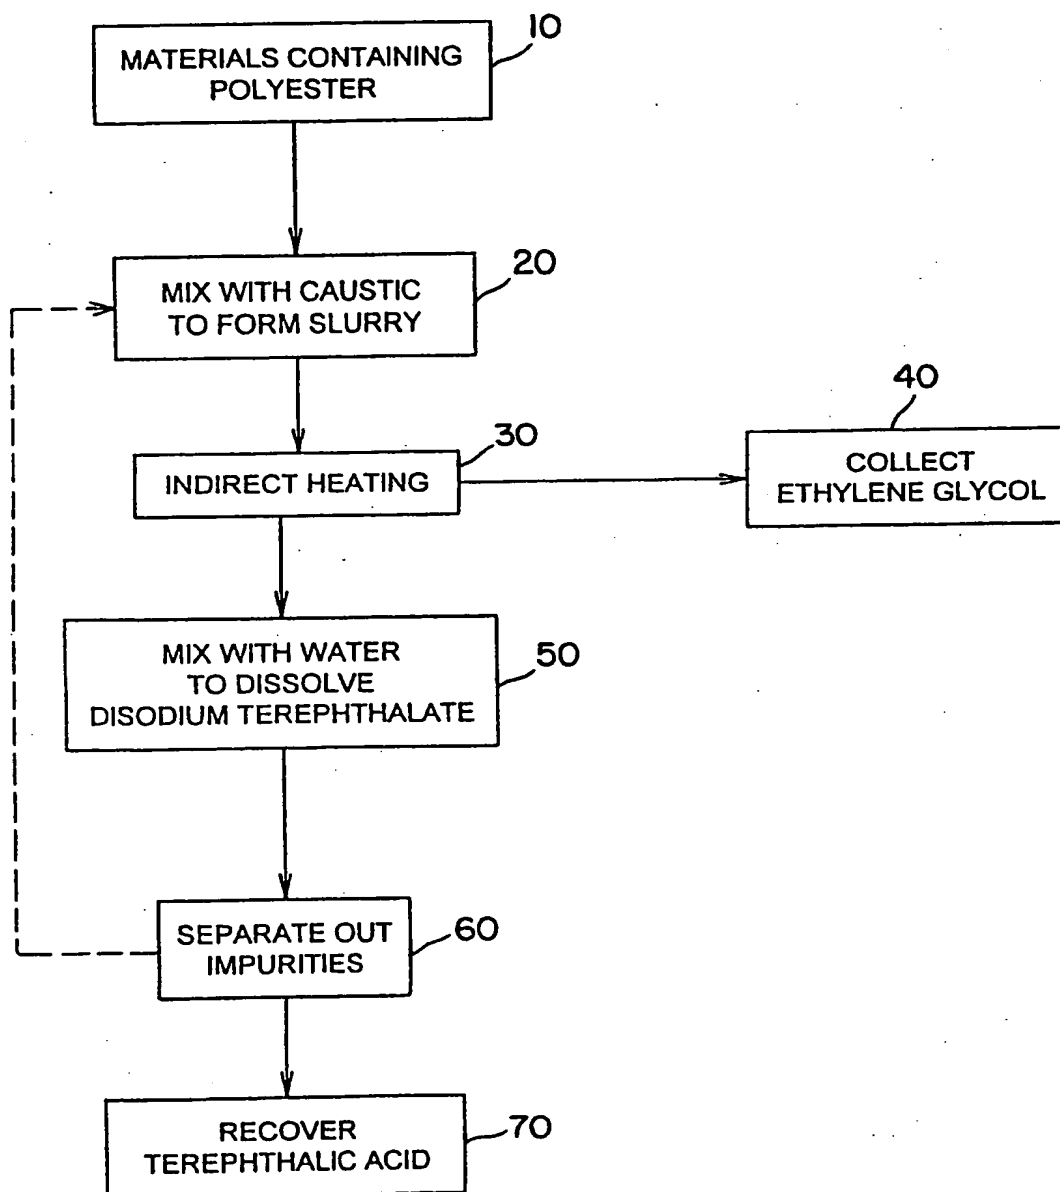 10
MATERIALS CONTAINING
POLYESTER
20
MIX WITH CAUSTIC
TO FORM SLURRY
30
INDIRECT HEATING
40
COLLECT
ETHYLENE GLYCOL
50
MIX WITH WATER
TO DISSOLVE
DISODIUM TEREPHTHALATE
60
SEPARATE OUT
IMPURITIES
70
RECOVER
TEREPHTHALIC ACID